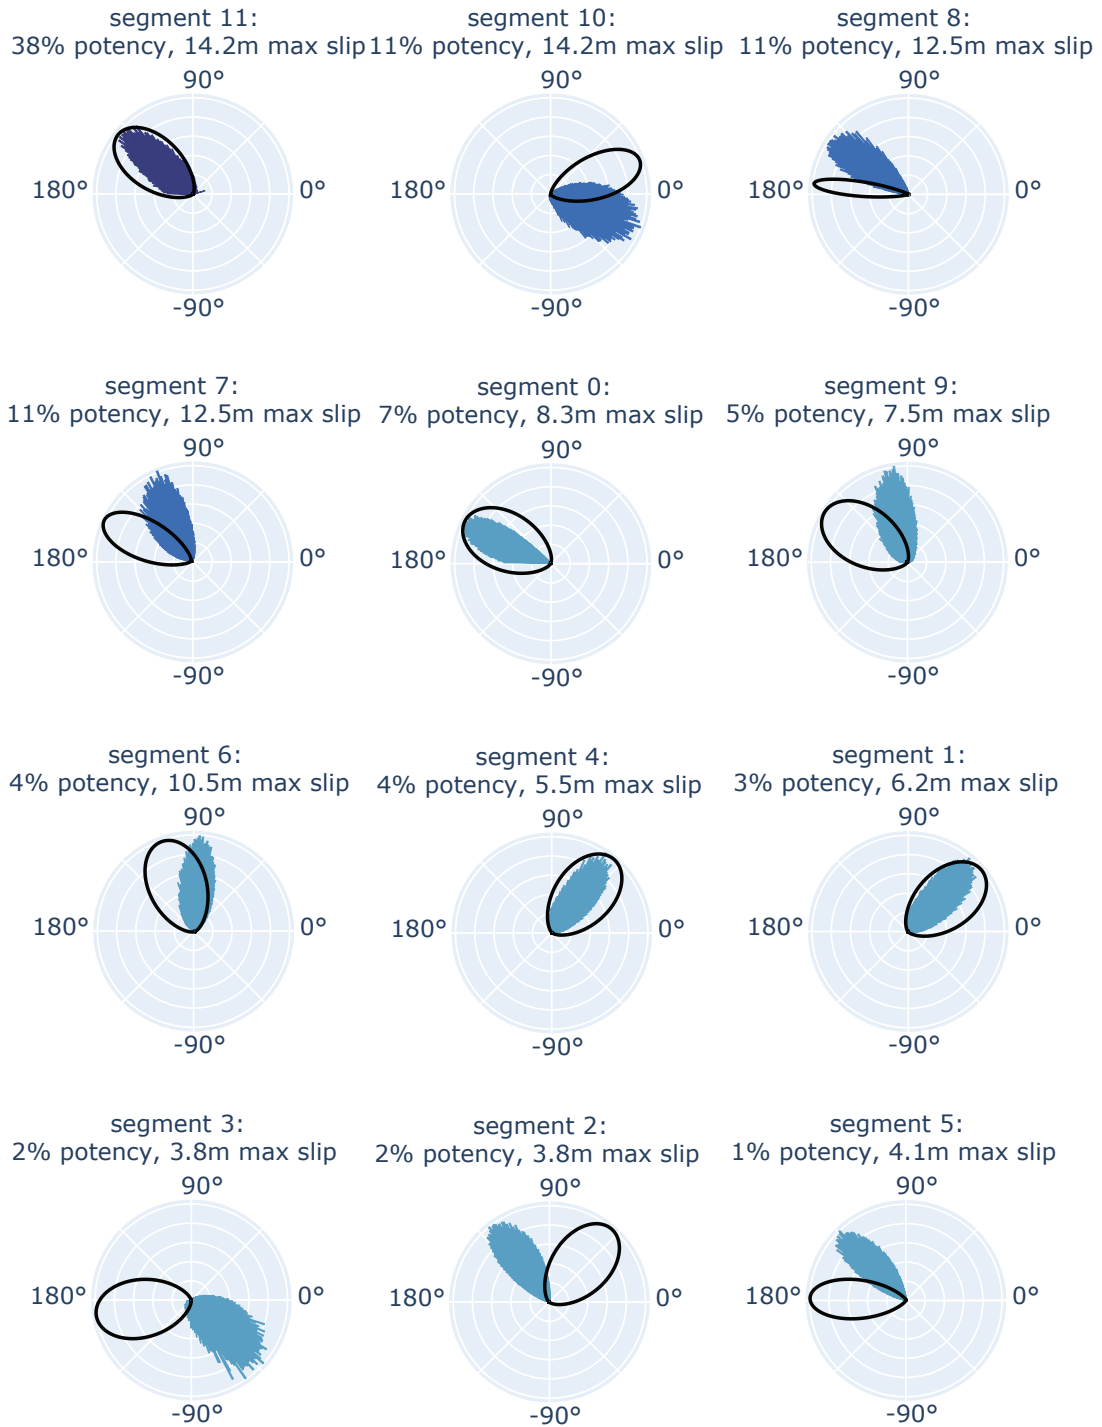 segment 11:
38% potency, 14.2m max slip
90°
180°
0°
-90°
segment 10:
11% potency, 14.2m max slip
90°
180°
0°
-90°
segment 8:
11% potency, 12.5m max slip
90°
180°
0°
-90°
segment 7:
11% potency, 12.5m max slip
90°
180°
0°
-90°
segment 0:
7% potency, 8.3m max slip
90°
180°
0°
-90°
segment 9:
5% potency, 7.5m max slip
90°
180°
0°
-90°
segment 6:
4% potency, 10.5m max slip
90°
180°
0°
-90°
segment 4:
4% potency, 5.5m max slip
90°
180°
0°
-90°
segment 1:
3% potency, 6.2m max slip
90°
180°
0°
-90°
segment 3:
2% potency, 3.8m max slip
90°
180°
0°
-90°
segment 2:
2% potency, 3.8m max slip
90°
180°
0°
-90°
segment 5:
1% potency, 4.1m max slip
90°
180°
0°
-90°